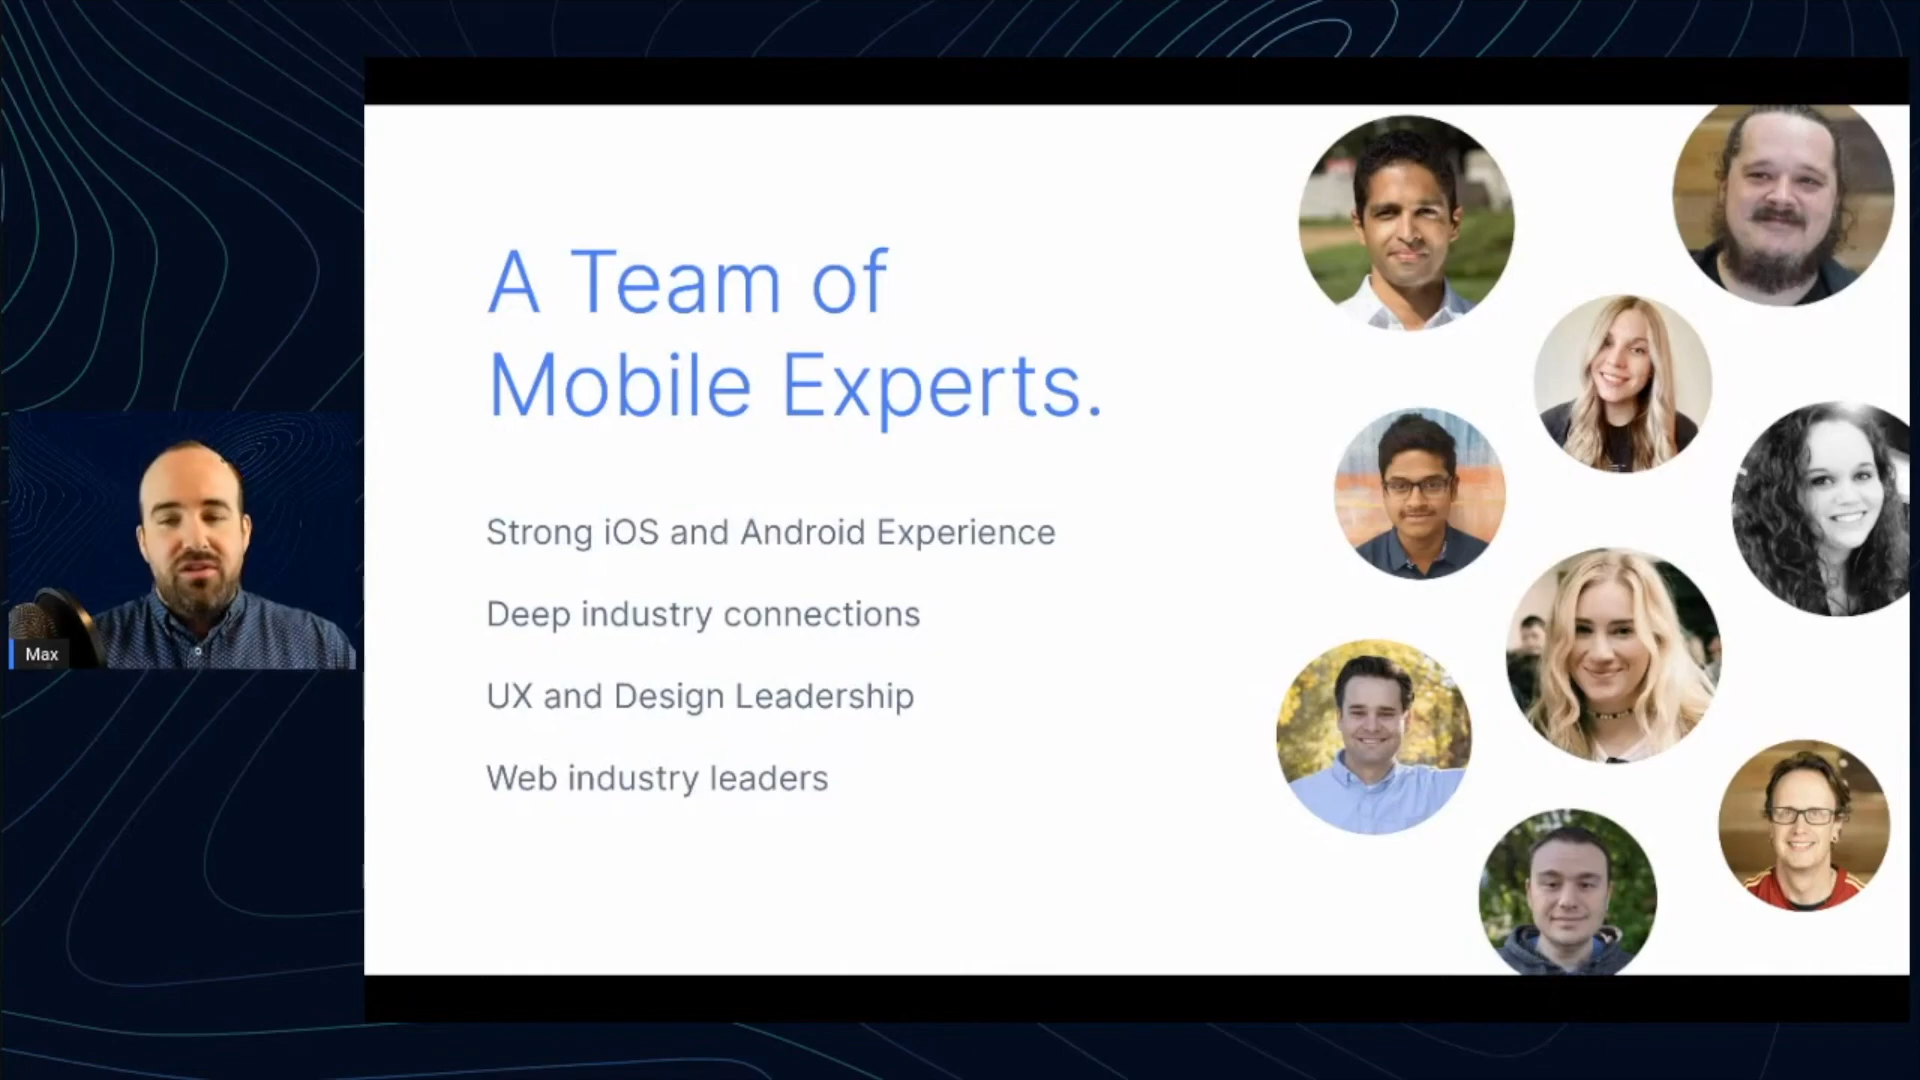 A Team of
Mobile Experts.
Strong iOS and Android Experience
Deep industry connections
UX and Design Leadership
Web industry leaders
Max